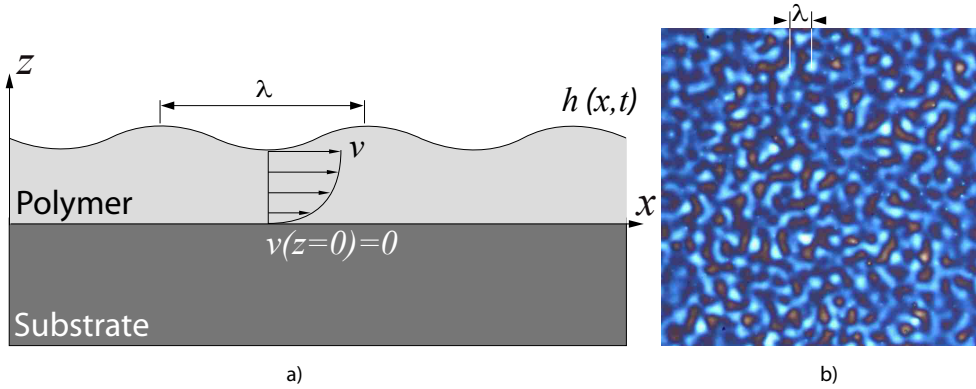 z
λ
h (x,t)
v
Polymer
x
v(z=0)=0
Substrate
a)
λ
b)